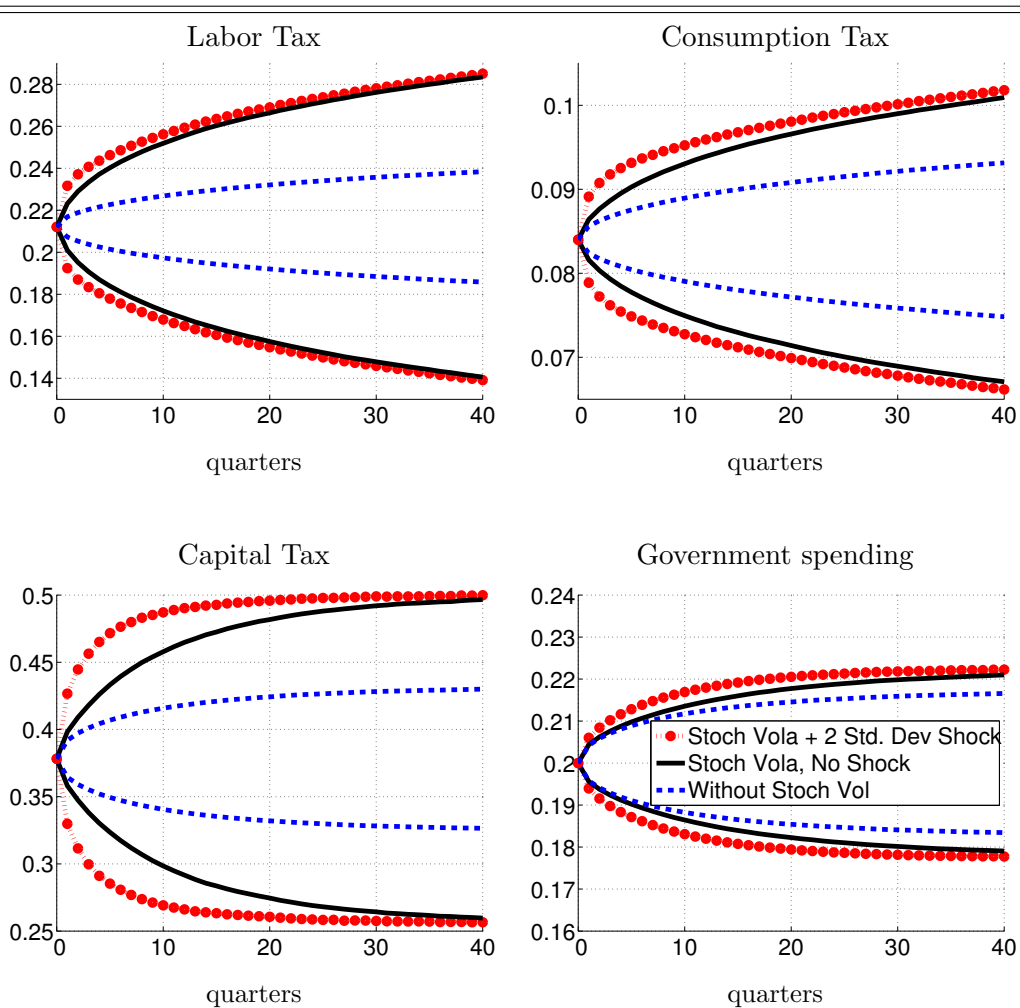 Labor Tax
0.28
0.26
0.24
0.22
0.2
0.18
0.16
0.14
0 10 20 30 40
quarters
Consumption Tax
0.1
0.09
0.08
0.07
0 10 20 30 40
quarters
Capital Tax
0.5
0.45
0.4
0.35
0.3
0.25
0 10 20 30 40
quarters
Government spending
0.24
0.23
0.22
0.21
0.2
0.19
0.18
0.17
0.16
Stoch Vola + 2 Std. Dev Shock
Stoch Vola, No Shock
Without Stoch Vol
0 10 20 30 40
quarters